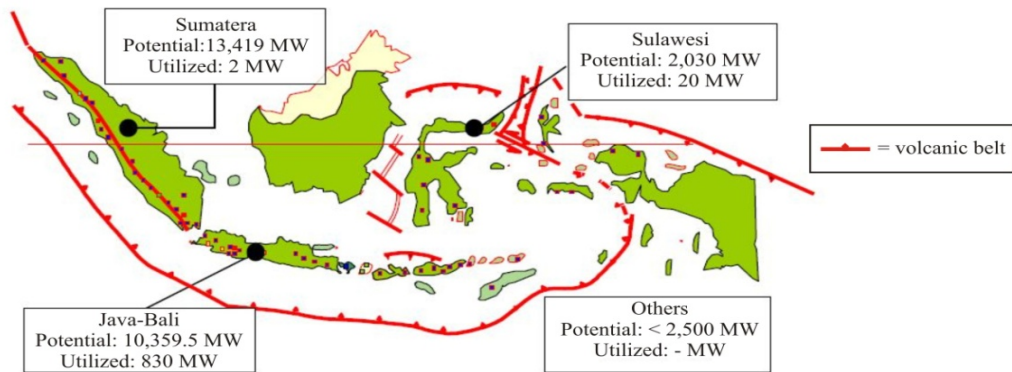 Sumatera
Potential:13,419 MW
Utilized: 2 MW
Sulawesi
Potential: 2,030 MW
Utilized: 20 MW
= volcanic belt
Java-Bali
Potential: 10,359.5 MW
Utilized: 830 MW
Others
Potential: < 2,500 MW
Utilized: - MW